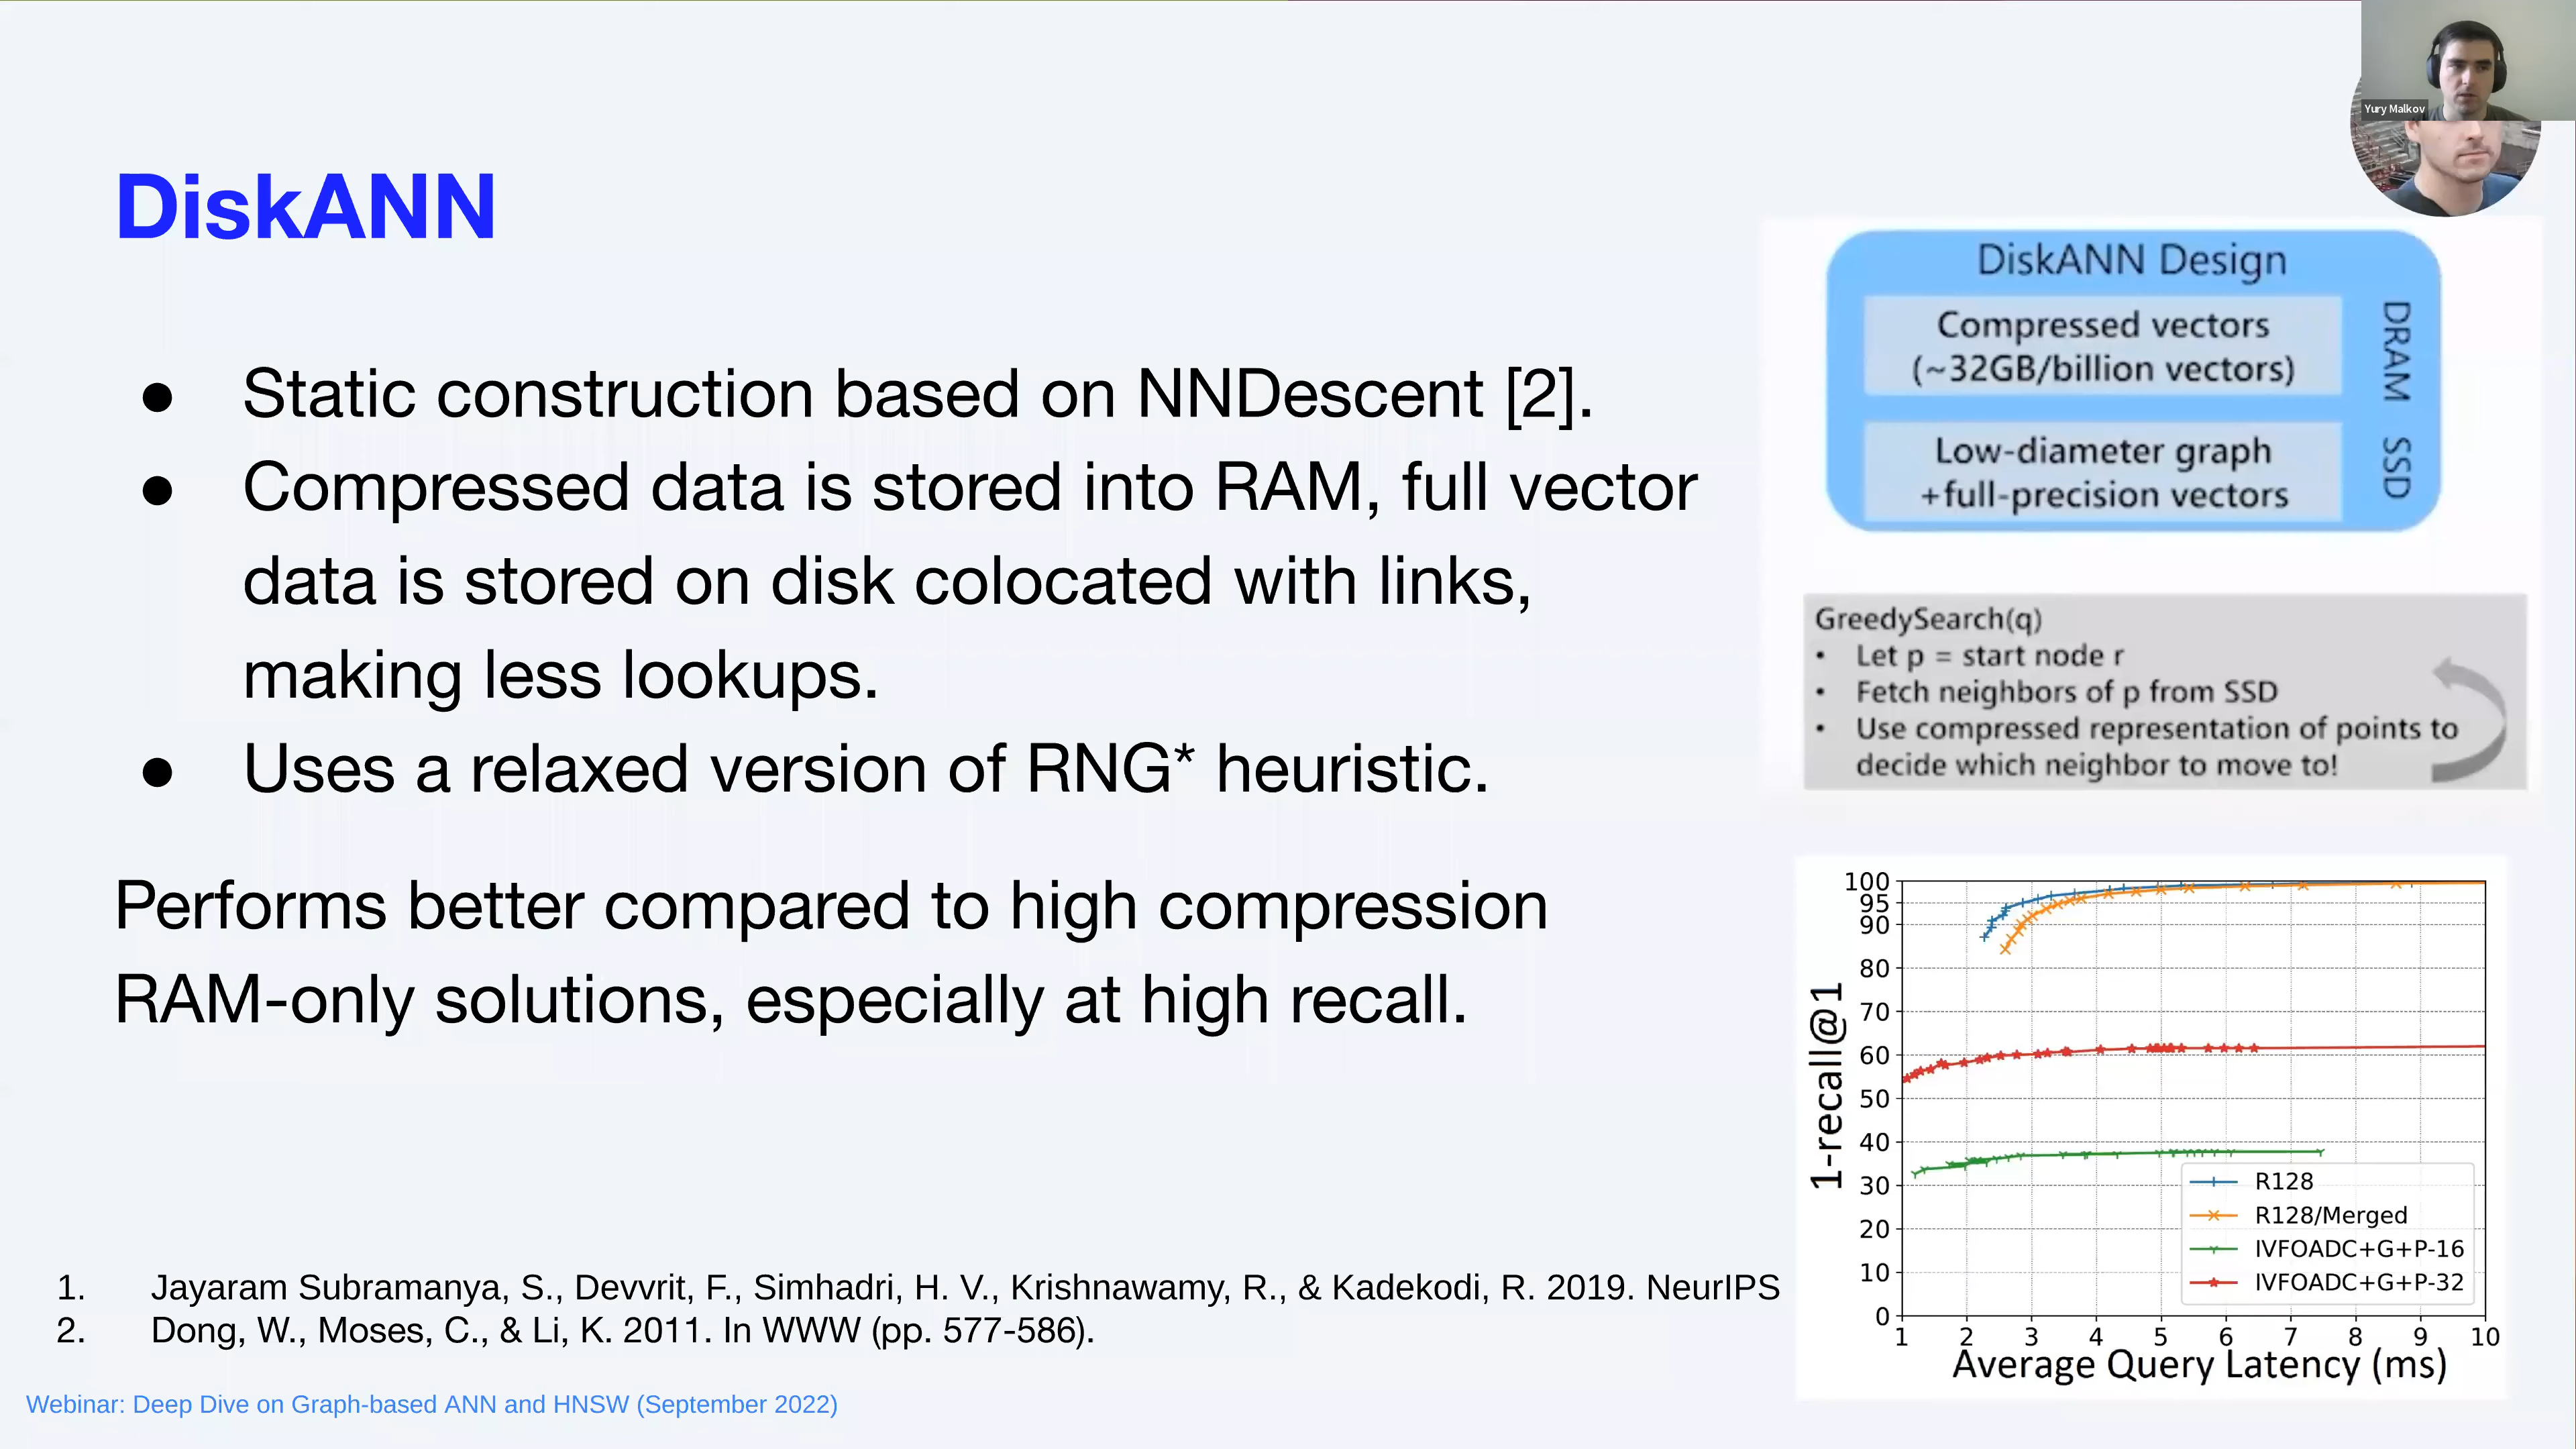 Yury Malkov
DiskANN
● Static construction based on NNDescent [2].
● Compressed data is stored into RAM, full vector
data is stored on disk colocated with links,
making less lookups.
● Uses a relaxed version of RNG* heuristic.
Performs better compared to high compression
RAM-only solutions, especially at high recall.
DiskANN Design
Compressed vectors
(~32GB/billion vectors)
DRAM
Low-diameter graph
+full-precision vectors
SSD
GreedySearch(q)
• Let p = start node r
• Fetch neighbors of p from SSD
• Use compressed representation of points to
decide which neighbor to move to!
1-recall@1
100
95
90
80
70
60
50
40
30
20
10
0
R128
R128/Merged
IVFOADC+G+P-16
IVFOADC+G+P-32
1 2 3 4 5 6 7 8 9 10
Average Query Latency (ms)
1. Jayaram Subramanya, S., Devvrit, F., Simhadri, H. V., Krishnawamy, R., & Kadekodi, R. 2019. NeurIPS
2. Dong, W., Moses, C., & Li, K. 2011. In WWW (pp. 577-586).
Webinar: Deep Dive on Graph-based ANN and HNSW (September 2022)